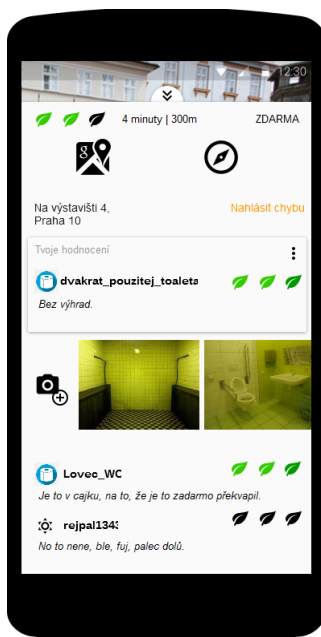 12:30
4 minuty | 300m
ZDARMA
Na výstavišti 4,
Praha 10
Nahlásit chybu
Tvoje hodnocení
dvakrat_pouzitej_toaleta
Bez výhrad.
Lovec_WC
Je to v cajku, na to, že je to zadarmo překvapil.
rejpal1343
No to nene, ble, fuj, palec dolů.